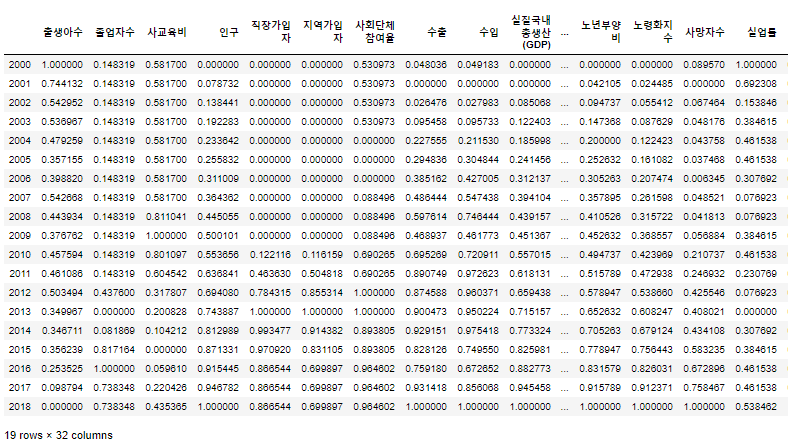 출생아수 졸업자수 사교육비 인구 직장가입자 지역가입자 사회단체참여율 수출 수입 실질국내총생산(GDP) ... 노년부양비 노령화지수 사망자수 실업률
2000 1.000000 0.148319 0.581700 0.000000 0.000000 0.000000 0.530973 0.048036 0.049183 0.000000 ... 0.000000 0.000000 0.089570 1.000000
2001 0.744132 0.148319 0.581700 0.078732 0.000000 0.000000 0.530973 0.000000 0.000000 0.037468 ... 0.042105 0.024485 0.000000 0.692308
2002 0.542952 0.148319 0.581700 0.138441 0.000000 0.000000 0.530973 0.026476 0.027983 0.085068 ... 0.094737 0.055412 0.067464 0.153846
2003 0.536967 0.148319 0.581700 0.192283 0.000000 0.000000 0.530973 0.095458 0.095733 0.122403 ... 0.147368 0.087629 0.048176 0.384615
2004 0.479259 0.148319 0.581700 0.233642 0.000000 0.000000 0.000000 0.227555 0.211530 0.185998 ... 0.200000 0.122423 0.043758 0.461538
2005 0.357155 0.148319 0.581700 0.255832 0.000000 0.000000 0.000000 0.294836 0.304844 0.241456 ... 0.252632 0.161082 0.037468 0.461538
2006 0.398820 0.148319 0.581700 0.311009 0.000000 0.000000 0.000000 0.385162 0.427005 0.312137 ... 0.305263 0.207474 0.006345 0.307692
2007 0.542668 0.148319 0.581700 0.364362 0.000000 0.000000 0.088496 0.486444 0.547438 0.394104 ... 0.357895 0.261598 0.048521 0.076923
2008 0.443934 0.148319 0.811041 0.445055 0.000000 0.000000 0.088496 0.597614 0.746444 0.439157 ... 0.410526 0.315722 0.041813 0.076923
2009 0.376762 0.148319 1.000000 0.500101 0.000000 0.000000 0.088496 0.468937 0.461773 0.451367 ... 0.452632 0.368557 0.056884 0.384615
2010 0.457594 0.148319 0.801097 0.553656 0.122116 0.116159 0.690265 0.695269 0.720911 0.557015 ... 0.494737 0.423969 0.210737 0.461538
2011 0.461086 0.148319 0.604542 0.636841 0.463630 0.504818 0.690265 0.890749 0.972623 0.618131 ... 0.515789 0.472938 0.246932 0.230769
2012 0.503494 0.437600 0.317807 0.694080 0.784315 0.855314 1.000000 0.874588 0.960371 0.659438 ... 0.578947 0.538660 0.425546 0.076923
2013 0.349967 0.000000 0.200828 0.743887 1.000000 1.000000 1.000000 0.900473 0.950224 0.715157 ... 0.652632 0.608247 0.408021 0.000000
2014 0.346711 0.081869 0.104212 0.812989 0.993477 0.914382 0.893805 0.929151 0.975418 0.773324 ... 0.705263 0.679124 0.434108 0.307692
2015 0.356239 0.817164 0.000000 0.871331 0.970920 0.831105 0.893805 0.828126 0.749550 0.825981 ... 0.778947 0.756443 0.583235 0.384615
2016 0.253525 1.000000 0.059610 0.915445 0.866544 0.699897 0.964602 0.759180 0.672652 0.882773 ... 0.831579 0.826031 0.672896 0.461538
2017 0.098794 0.738348 0.220426 0.946782 0.866544 0.699897 0.964602 0.931418 0.856068 0.945458 ... 0.915789 0.912371 0.758467 0.461538
2018 0.000000 0.738348 0.435365 1.000000 0.866544 0.699897 0.964602 1.000000 1.000000 1.000000 ... 1.000000 1.000000 1.000000 0.538462
19 rows × 32 columns